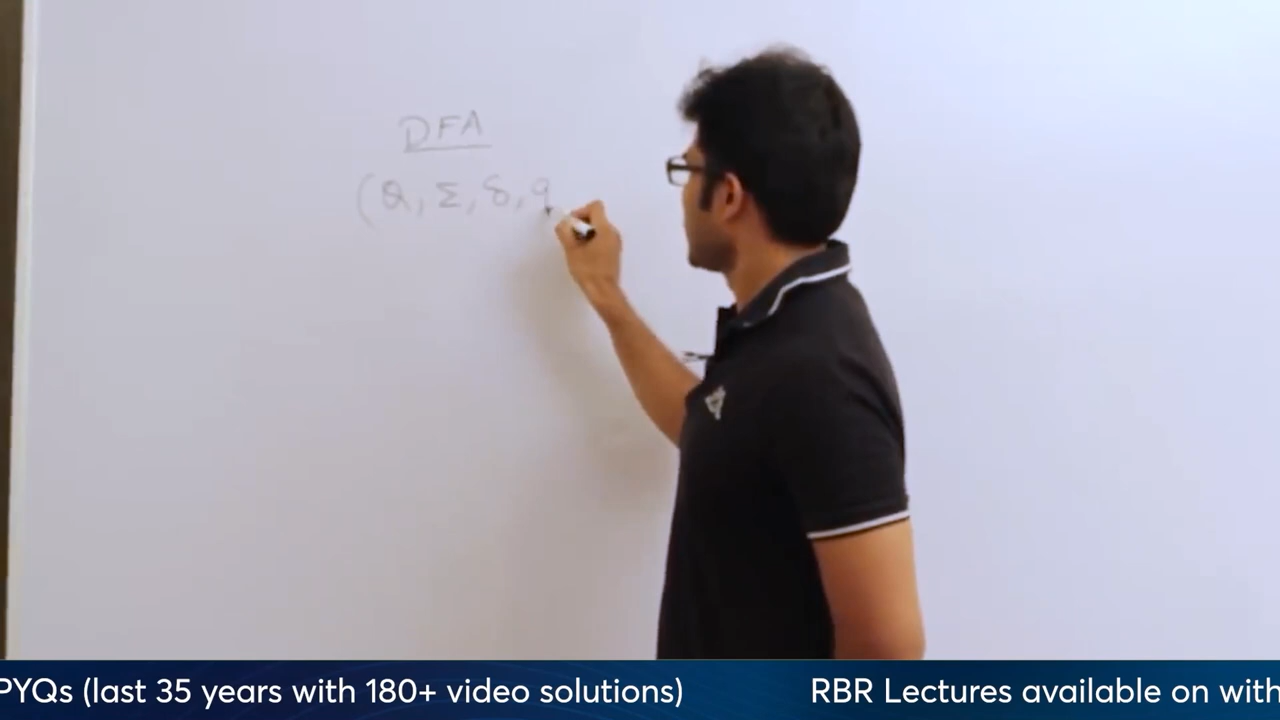 DFA
(Q, Σ, δ, q
PYQs (last 35 years with 180+ video solutions) RBR Lectures available on with